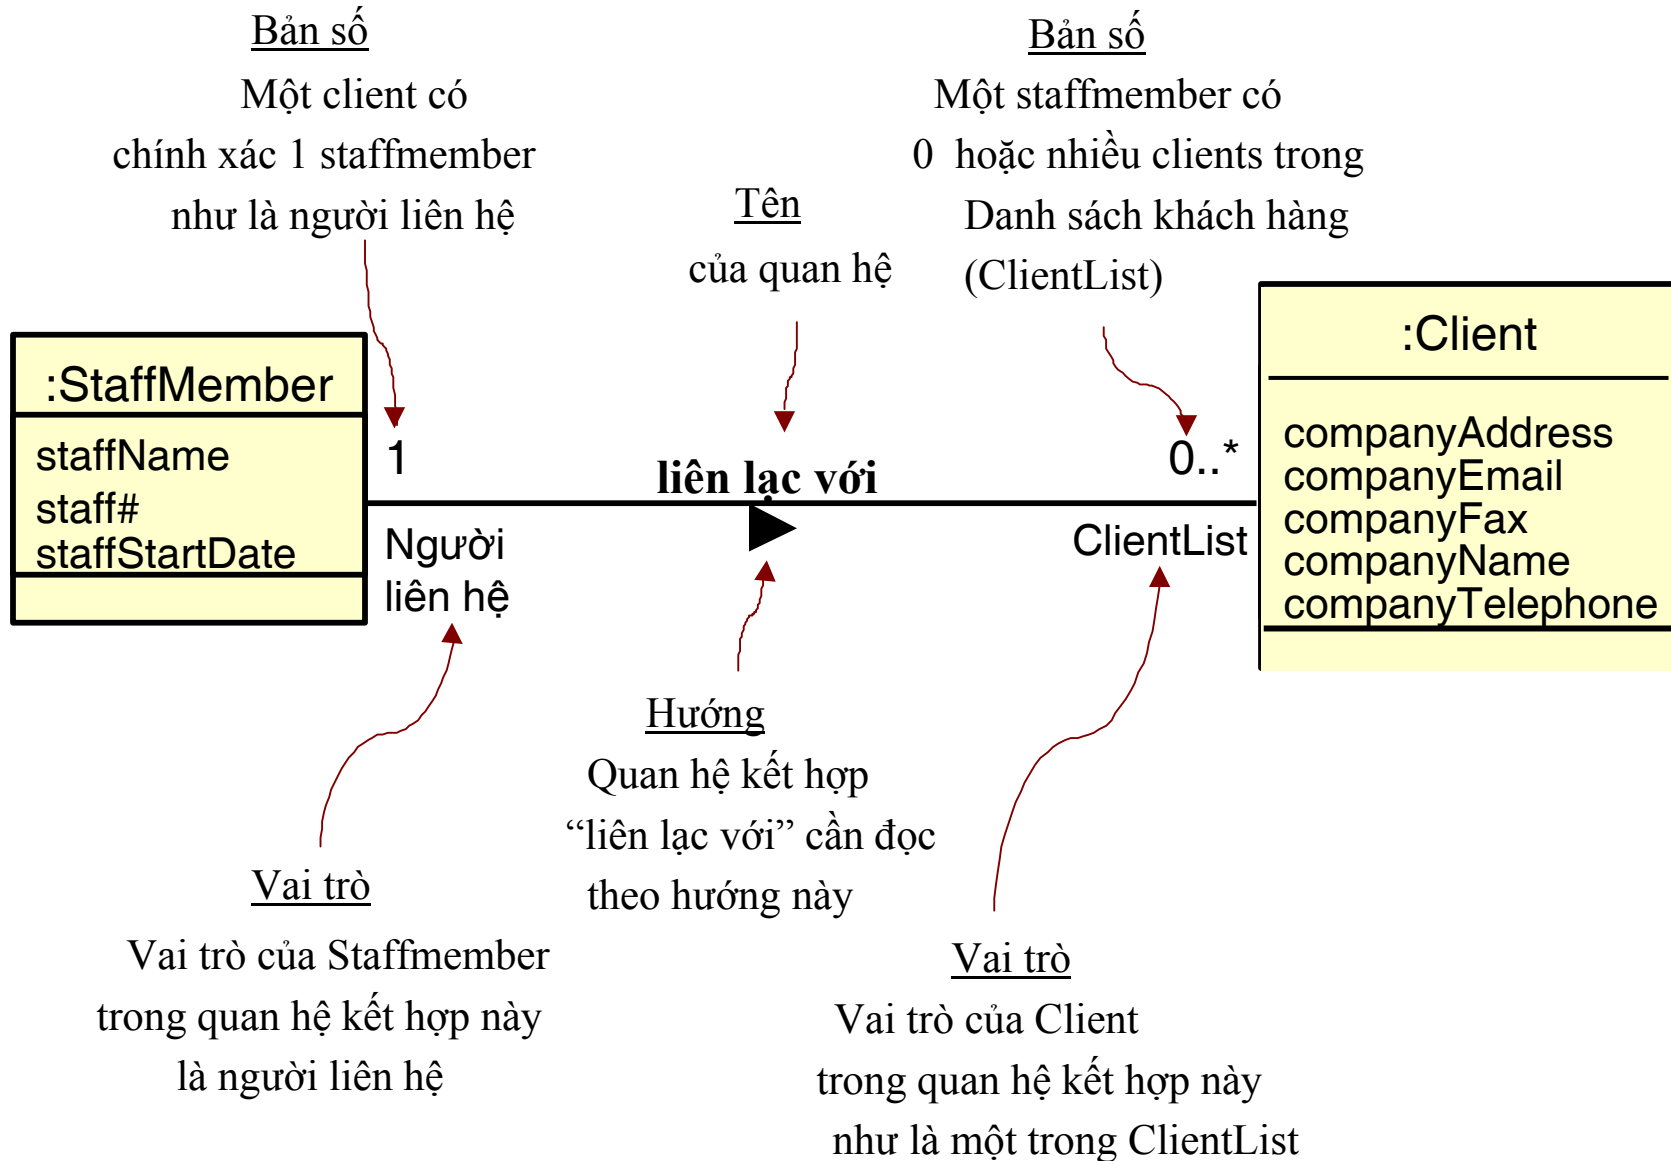 Bản số
Một client có
chính xác 1 staffmember
như là người liên hệ
Tên
của quan hệ
Bản số
Một staffmember có
0 hoặc nhiều clients trong
Danh sách khách hàng
(ClientList)
:StaffMember
staffName
staff#
staffStartDate
1
Người
liên hệ
liên lạc với
0..*
ClientList
:Client
companyAddress
companyEmail
companyFax
companyName
companyTelephone
Vai trò
Vai trò của Staffmember
trong quan hệ kết hợp này
là người liên hệ
Hướng
Quan hệ kết hợp
“liên lạc với” cần đọc
theo hướng này
Vai trò
Vai trò của Client
trong quan hệ kết hợp này
như là một trong ClientList